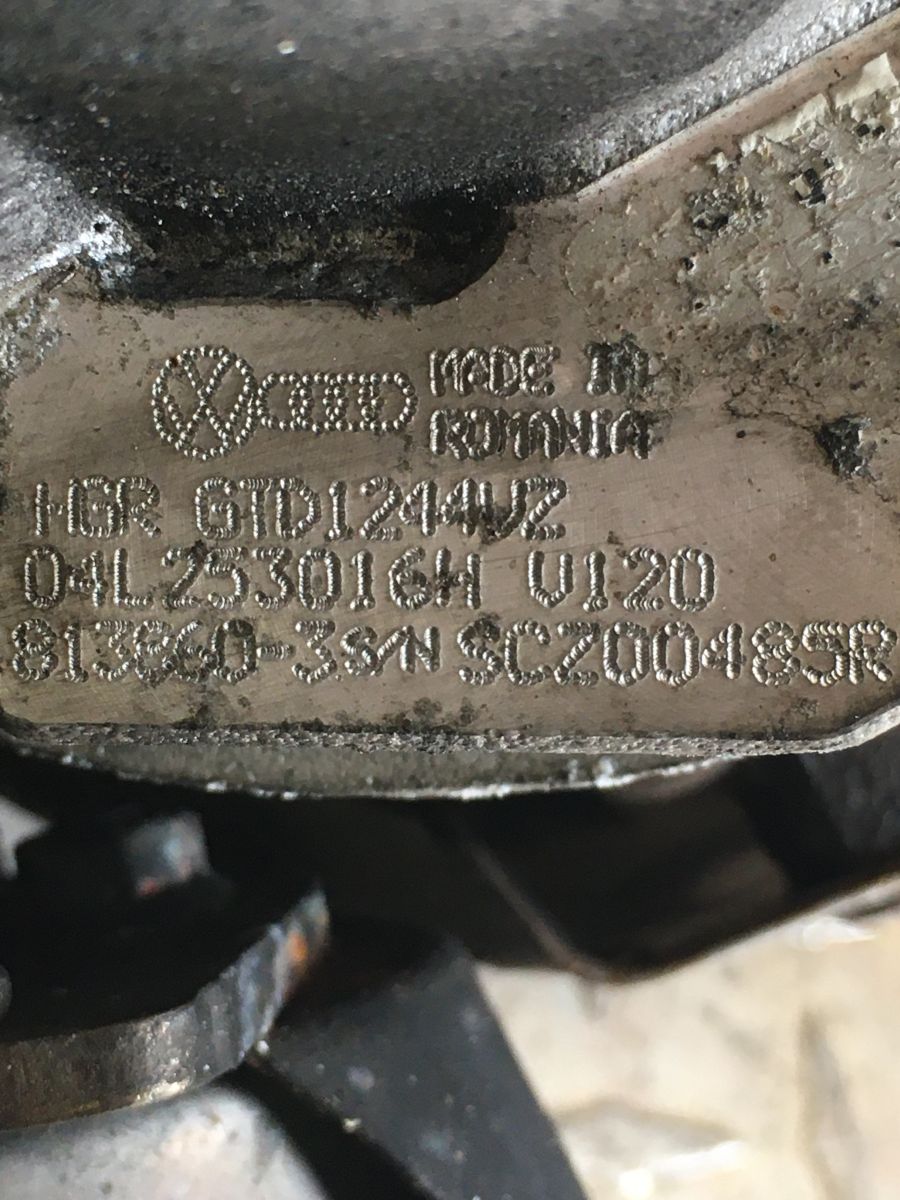 MADE IN
ROMANIA
HGR GTD1244VZ
04L253016H V120
813860-3 S/N SCZ00485R